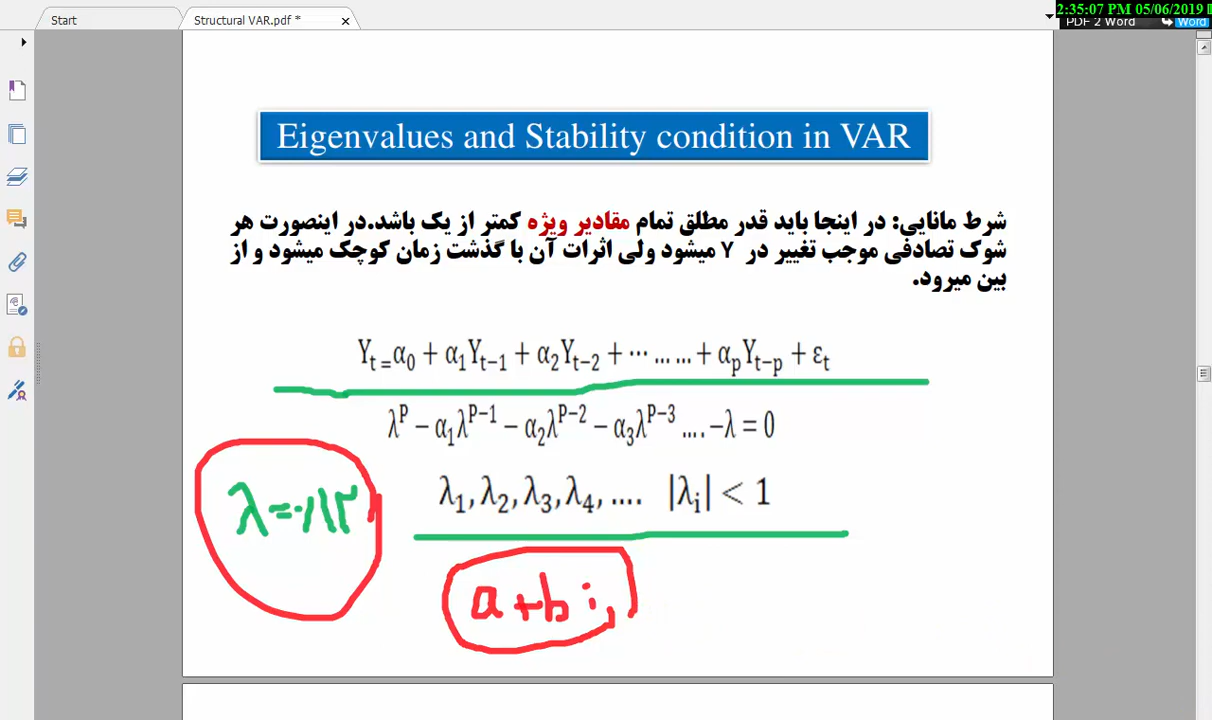 Start
Structural VAR.pdf *
2:35:07 PM 05/06/2019
PDF 2 Word
Word
Eigenvalues and Stability condition in VAR
شرط مانایی: در اینجا باید قدر مطلق تمام مقادیر ویژه کمتر از یک باشد.در اینصورت هر
شوک تصادفی موجب تغییر در Y میشود ولی اثرات آن با گذشت زمان کوچک میشود و از
بین میرود.
Yₜ₌α₀ + α₁Yₜ₋₁ + α₂Yₜ₋₂ + ⋯ … … + αₚYₜ₋ₚ + εₜ
λᴾ − α₁λᴾ⁻¹ − α₂λᴾ⁻² − α₃λᴾ⁻³ …. −λ = 0
λ₁, λ₂, λ₃, λ₄, …. |λᵢ| < 1
a+bi